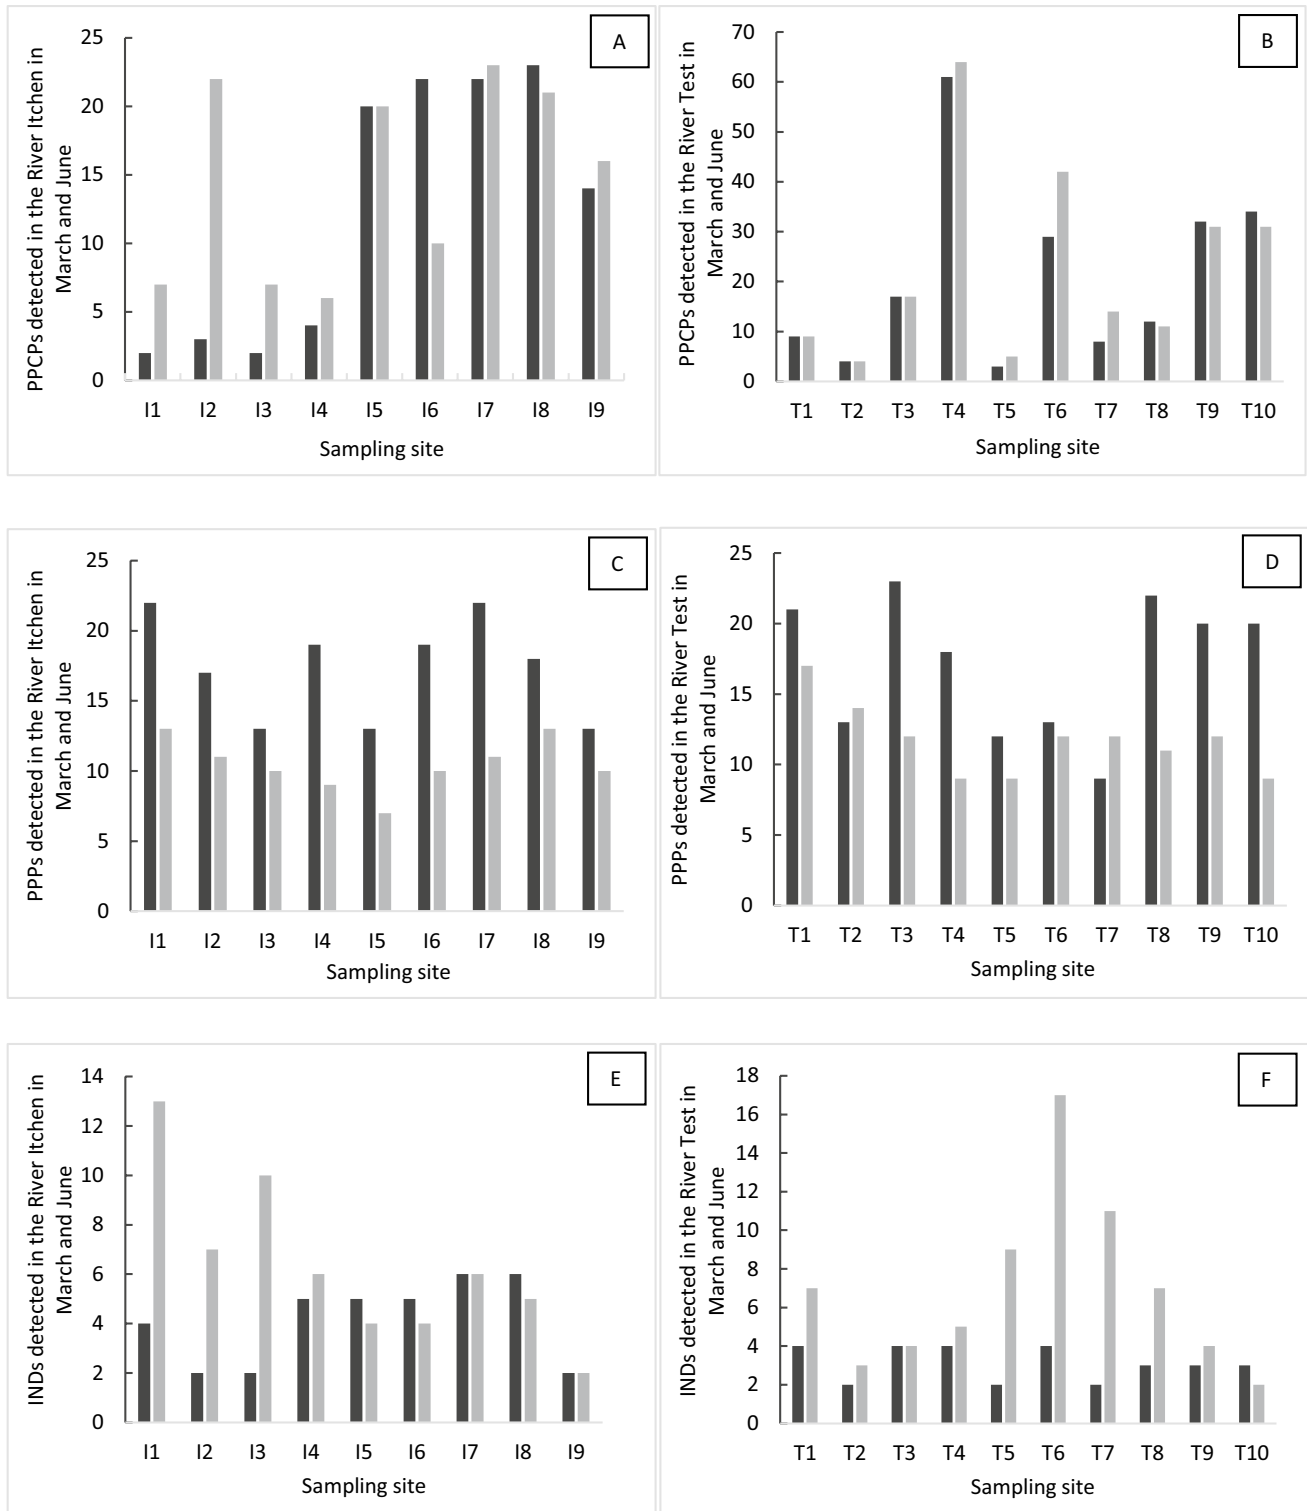 A
PPCPs detected in the River Itchen in
March and June
25
20
15
10
5
0
I1 I2 I3 I4 I5 I6 I7 I8 I9
Sampling site
B
PPCPs detected in the River Test in
March and June
70
60
50
40
30
20
10
0
T1 T2 T3 T4 T5 T6 T7 T8 T9 T10
Sampling site
C
PPPs detected in the River Itchen in
March and June
25
20
15
10
5
0
I1 I2 I3 I4 I5 I6 I7 I8 I9
Sampling site
D
PPPs detected in the River Test in
March and June
25
20
15
10
5
0
T1 T2 T3 T4 T5 T6 T7 T8 T9 T10
Sampling site
E
INDs detected in the River Itchen in
March and June
14
12
10
8
6
4
2
0
I1 I2 I3 I4 I5 I6 I7 I8 I9
Sampling site
F
INDs detected in the River Test in
March and June
18
16
14
12
10
8
6
4
2
0
T1 T2 T3 T4 T5 T6 T7 T8 T9 T10
Sampling site